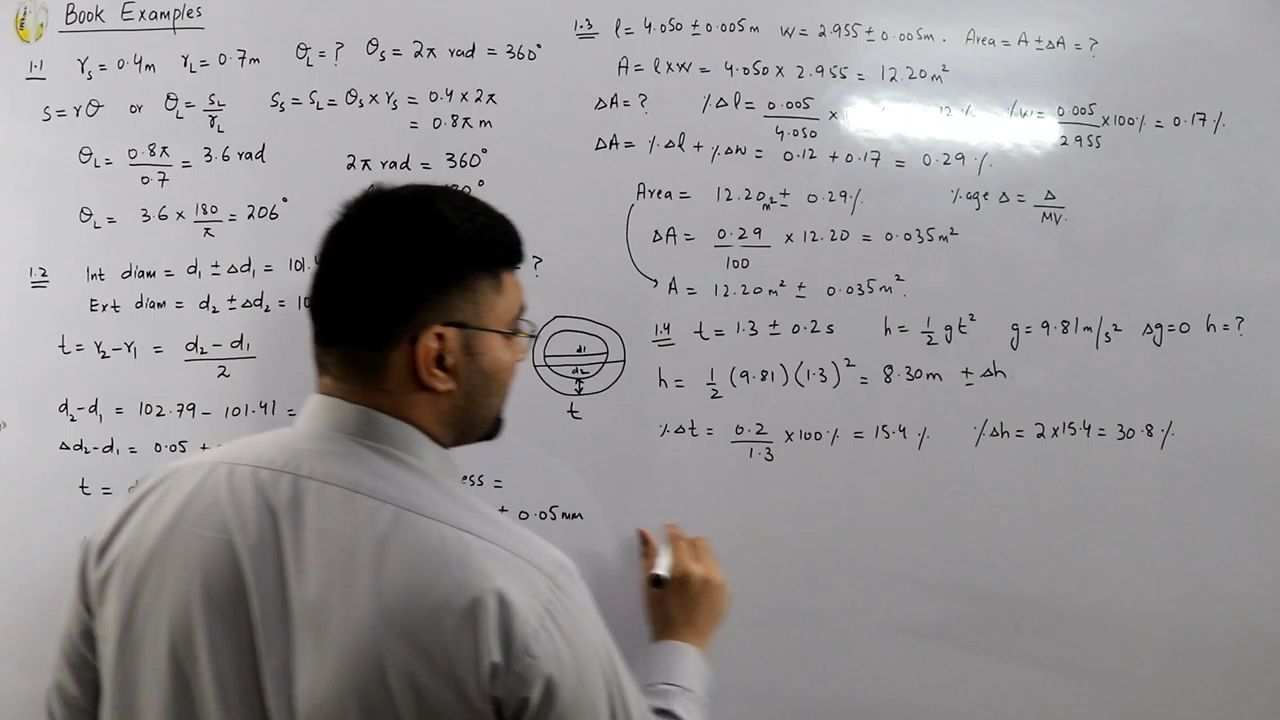 Book Examples
1.1 r_s = 0.4m r_L = 0.7m θ_L = ? θ_s = 2π rad = 360°
s = rθ or θ_L = s_L/r_L S_s = S_L = θ_s × r_s = 0.4 × 2π
= 0.8π m
θ_L = 0.8π/0.7 = 3.6 rad 2π rad = 360°
θ_L = 3.6 × 180/π = 206°
1.2 Int diam = d₁ ± Δd₁ = 101. ?
Ext diam = d₂ ± Δd₂ = 10
t = r₂ - r₁ = d₂ - d₁/2
d1
d2
t
d₂ - d₁ = 102.79 - 101.41 =
Δd₂ - d₁ = 0.05 +
t = ess =
+ 0.05 mm
1.3 l = 4.050 ± 0.005m w = 2.955 ± 0.005m. Area = A ± ΔA = ?
A = l × w = 4.050 × 2.955 = 12.20 m²
ΔA = ? %Δl = 0.005/4.050 × 12% %w = 0.005/2955 × 100% = 0.17%
ΔA = %Δl + %Δw = 0.12 + 0.17 = 0.29%
Area = 12.20 m² ± 0.29% %age Δ = Δ/MV.
ΔA = 0.29/100 × 12.20 = 0.035 m²
A = 12.20 m² ± 0.035 m².
1.4 t = 1.3 ± 0.2 s h = 1/2 gt² g = 9.81 m/s² Δg = 0 h = ?
h = 1/2 (9.81)(1.3)² = 8.30m ± Δh
%Δt = 0.2/1.3 × 100% = 15.4% %Δh = 2 × 15.4 = 30.8%